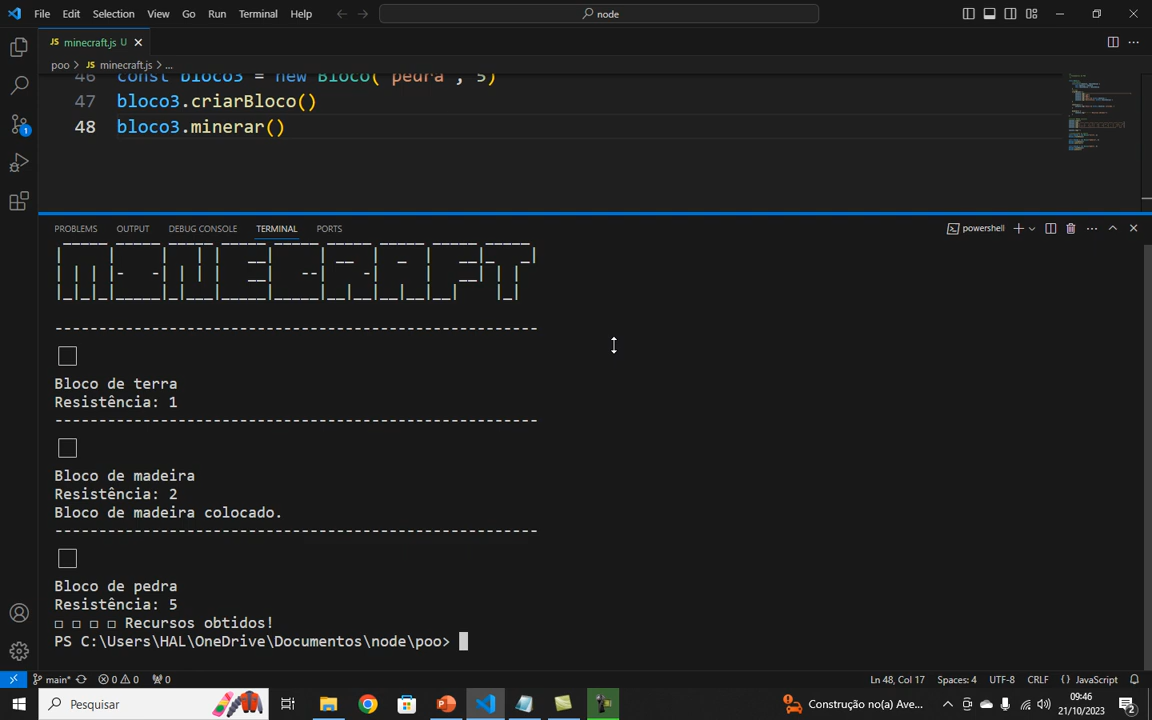 File Edit Selection View Go Run Terminal Help
node
JS minecraft.js U
poo > JS minecraft.js > ...
46 const bloco3 = new Bloco("pedra", 5)
47 bloco3.criarBloco()
48 bloco3.minerar()
PROBLEMS OUTPUT DEBUG CONSOLE TERMINAL PORTS
powershell
MINECRAFT
-------------------------------------------------------
Bloco de terra
Resistência: 1
-------------------------------------------------------
Bloco de madeira
Resistência: 2
Bloco de madeira colocado.
-------------------------------------------------------
Bloco de pedra
Resistência: 5
□ □ □ □ Recursos obtidos!
PS C:\Users\HAL\OneDrive\Documentos\node\poo>
main* 0 0 0 Ln 48, Col 17 Spaces: 4 UTF-8 CRLF {} JavaScript
Pesquisar Construção no(a) Ave... 09:46
21/10/2023
1
2